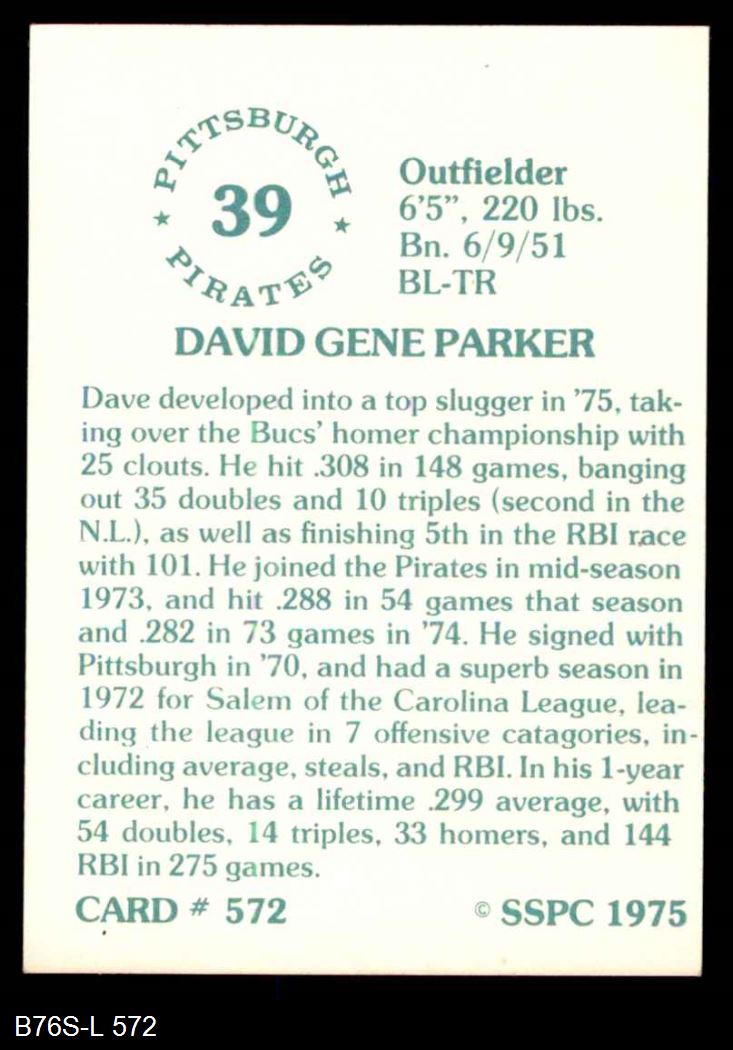 PITTSBURGH
39
PIRATES
Outfielder
6'5”, 220 lbs.
Bn. 6/9/51
BL-TR
DAVID GENE PARKER
Dave developed into a top slugger in '75, tak-
ing over the Bucs' homer championship with
25 clouts. He hit .308 in 148 games, banging
out 35 doubles and 10 triples (second in the
N.L.), as well as finishing 5th in the RBI race
with 101. He joined the Pirates in mid-season
1973, and hit .288 in 54 games that season
and .282 in 73 games in '74. He signed with
Pittsburgh in '70, and had a superb season in
1972 for Salem of the Carolina League, lea-
ding the league in 7 offensive catagories, in-
cluding average, steals, and RBI. In his 1-year
career, he has a lifetime .299 average, with
54 doubles, 14 triples, 33 homers, and 144
RBI in 275 games.
CARD # 572
© SSPC 1975
B76S-L 572